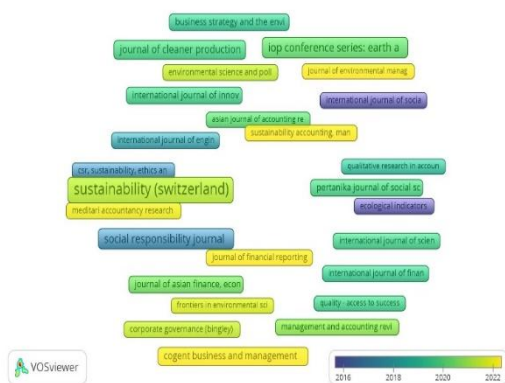 business strategy and the envi
journal of cleaner production
iop conference series: earth a
environmental science and poll
journal of environmental manag
international journal of innov
international journal of socia
asian journal of accounting re
sustainability accounting, man
international journal of engin
qualitative research in accoun
csr, sustainability, ethics an
sustainability (switzerland)
pertanika journal of social sc
meditari accountancy research
ecological indicators
social responsibility journal
international journal of scien
journal of financial reporting
international journal of finan
journal of asian finance, econ
frontiers in environmental sci
quality - access to success
corporate governance (bingley)
management and accounting revi
cogent business and management
VOSviewer
2016 2018 2020 2022